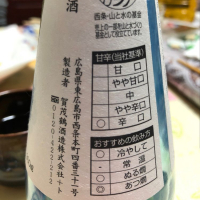 酒
西条・山と水の基金
甘辛(当社基準)
甘口
やや甘口
中
やや辛口
○ 辛口
おすすめの飲み方
○ 冷やして
○ 常温
○ ぬる燗
◎ あつ燗
広島県東広島市西条本町四番三十一号
製造者 賀茂鶴酒造株式会社